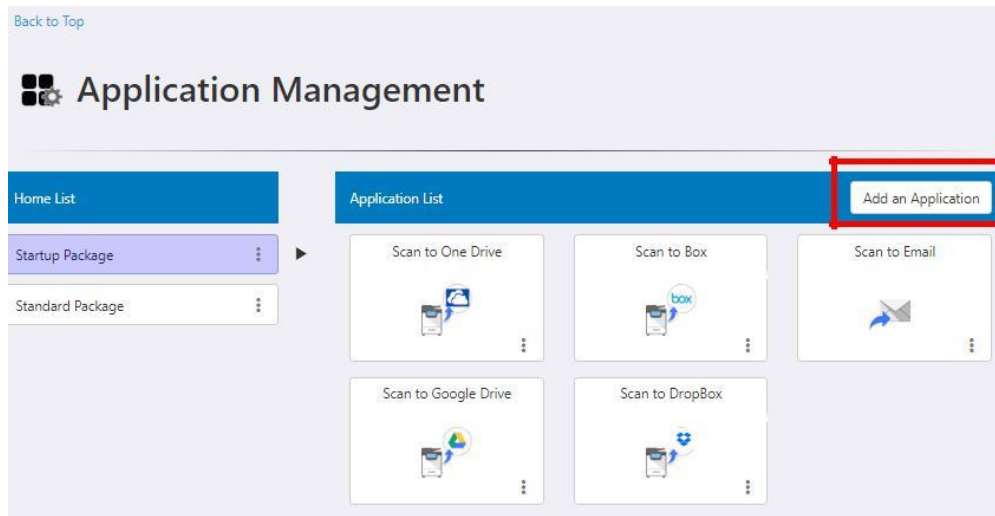 Back to Top
Application Management
Home List
Application List
Add an Application
Startup Package
Standard Package
Scan to One Drive
Scan to Box
box
Scan to Email
Scan to Google Drive
Scan to DropBox